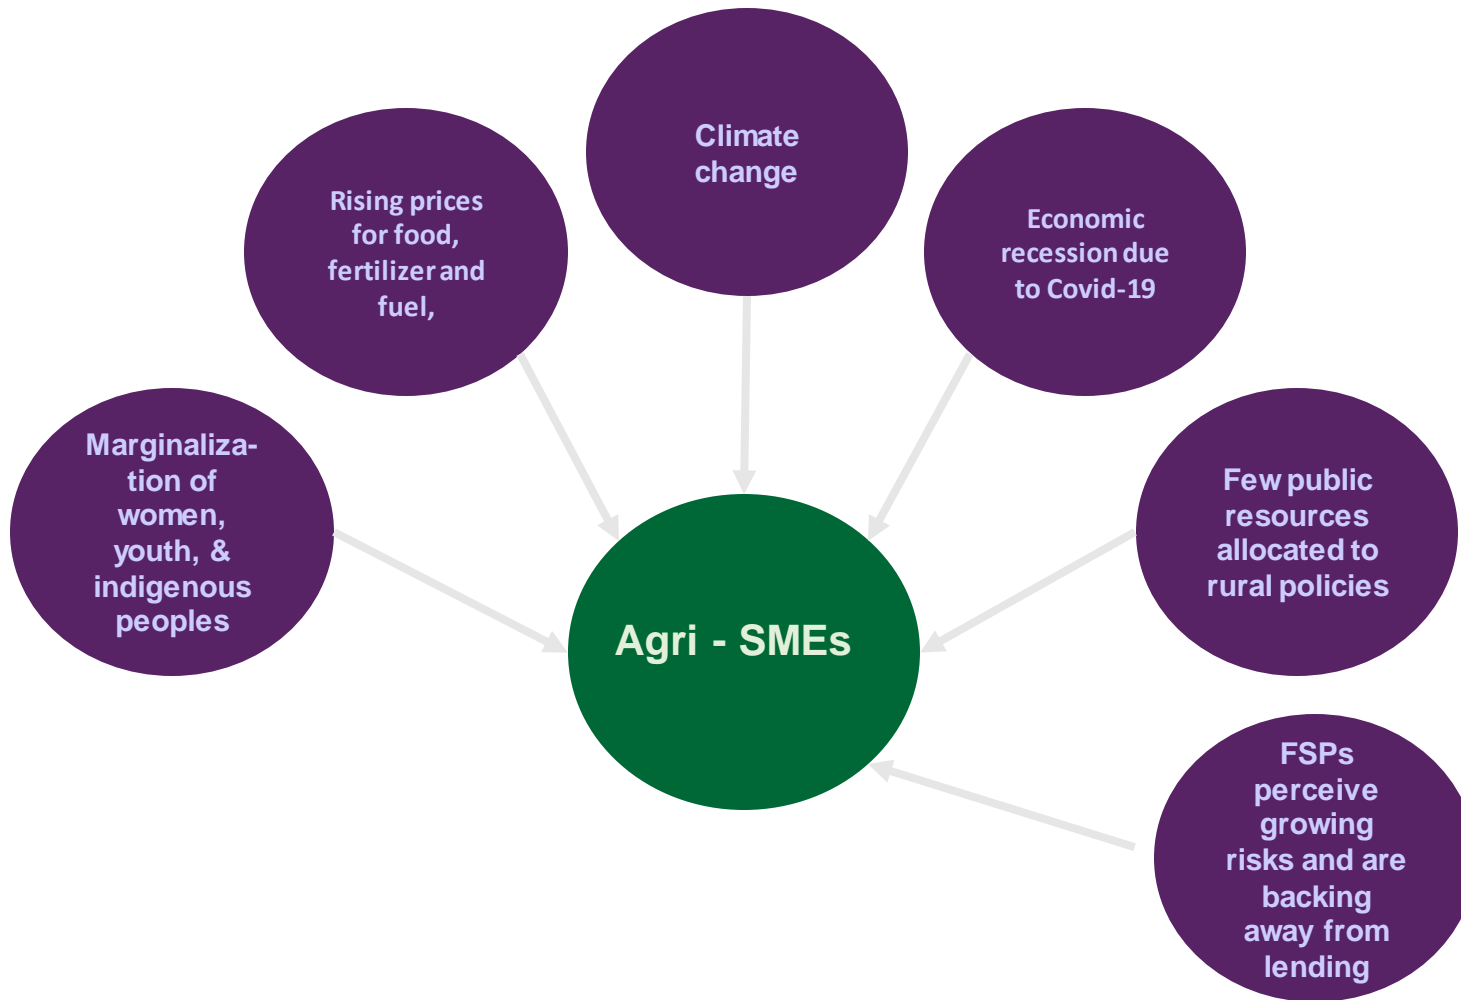 Climate
change
Rising prices
for food,
fertilizer and
fuel,
Economic
recession due
to Covid-19
Marginaliza-
tion of
women,
youth, &
indigenous
peoples
Few public
resources
allocated to
rural policies
Agri - SMEs
FSPs
perceive
growing
risks and are
backing
away from
lending